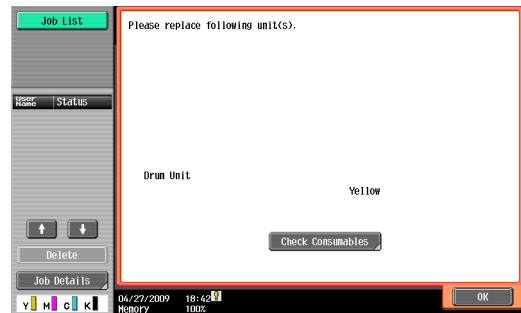 Job List
Please replace following unit(s).
User Name Status
Drum Unit
Yellow
Check Consumables
Delete
Job Details
Y M C K
04/27/2009 18:42
Memory 100%
OK